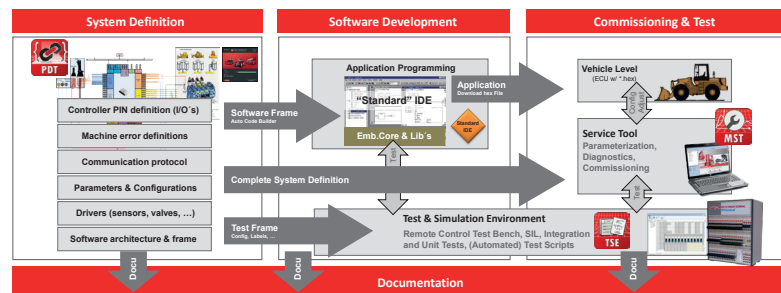 System Definition
Software Development
Commissioning & Test
PDT
Controller PIN definition (I/O´s)
Machine error definitions
Communication protocol
Parameters & Configurations
Drivers (sensors, valves, …)
Software architecture & frame
Software Frame
Auto Code Builder
Complete System Definition
Test Frame
Config, Labels, …
Application Programming
"Standard" IDE
Emb.Core & Lib´s
Standard
IDE
Test
Application
Download hex File
Test & Simulation Environment
Remote Control Test Bench, SIL, Integration
and Unit Tests, (Automated) Test Scripts
TSE
Vehicle Level
(ECU w/ *.hex)
Config
Adjust
Service Tool
Parameterization,
Diagnostics,
Commissioning
MST
Test
Docu
Docu
Docu
Documentation